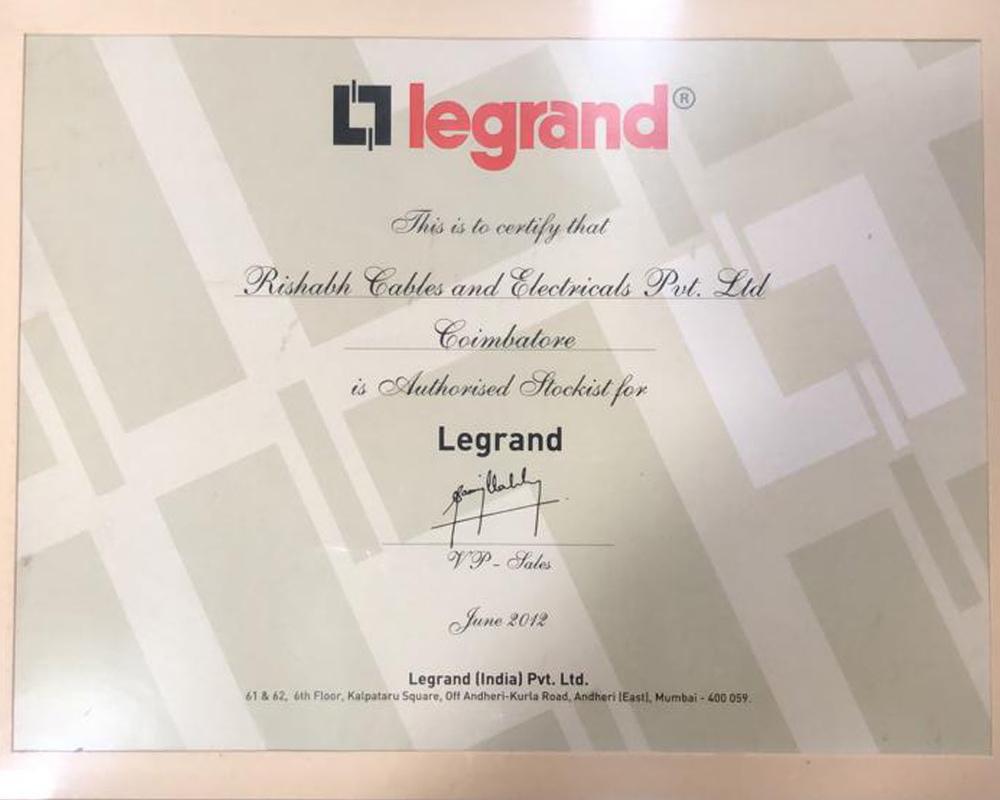 legrand®
This is to certify that
Rishabh Cables and Electricals Pvt. Ltd
Coimbatore
is Authorised Stockist for
Legrand
VP - Sales
June 2012
Legrand (India) Pvt. Ltd.
61 & 62, 6th Floor, Kalpataru Square, Off Andheri-Kurla Road, Andheri (East), Mumbai - 400 059.